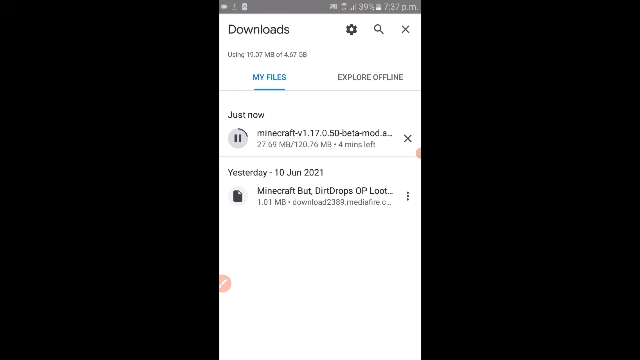 39% 7:37 p.m.
Downloads
Using 19.07 MB of 4.67 GB
MY FILES EXPLORE OFFLINE
Just now
minecraft-v1.17.0.50-beta-mod.a...
27.69 MB/120.76 MB • 4 mins left
Yesterday - 10 Jun 2021
Minecraft But, DirtDrops OP Loot...
1.01 MB • download2389.mediafire.c...